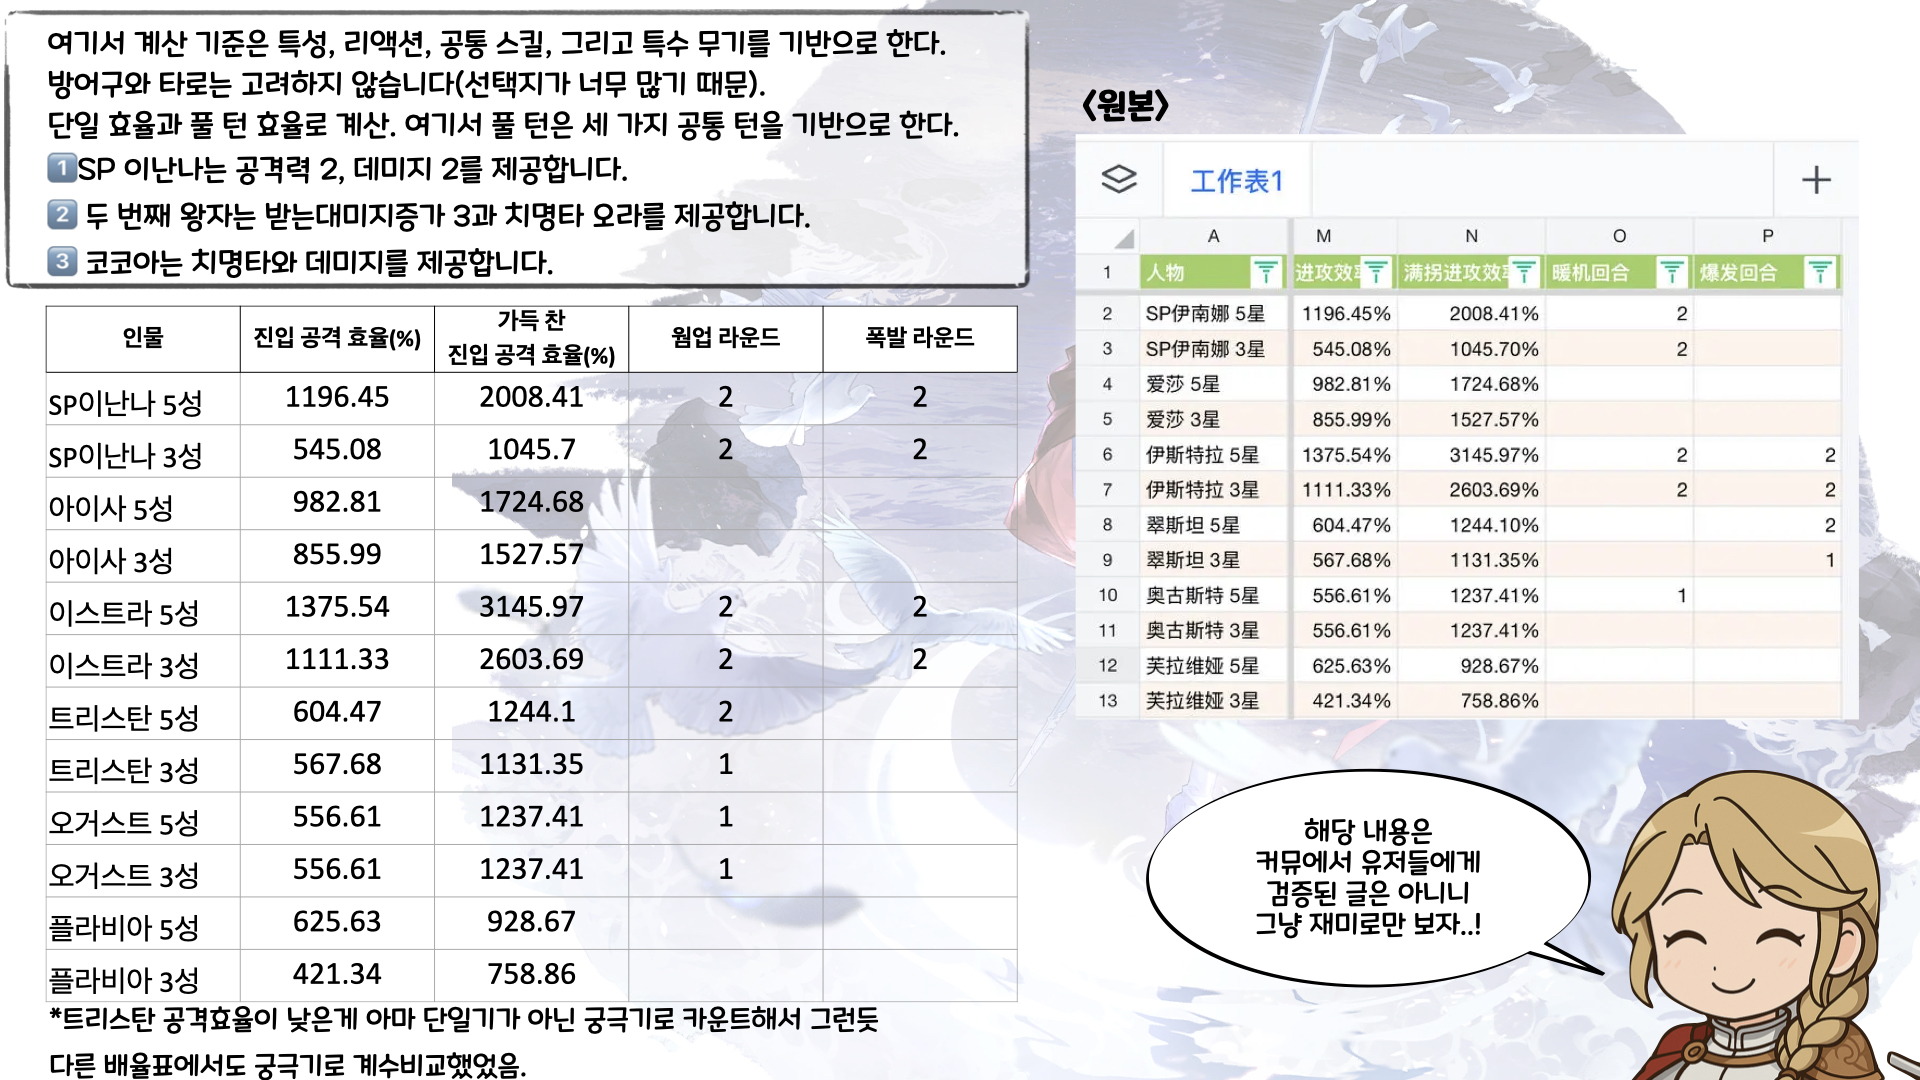 여기서 계산 기준은 특성, 리액션, 공통 스킬, 그리고 특수 무기를 기반으로 한다.
방어구와 타로는 고려하지 않습니다(선택지가 너무 많기 때문).
단일 효율과 풀 턴 효율로 계산. 여기서 풀 턴은 세 가지 공통 턴을 기반으로 한다.
1 SP 이난나는 공격력 2, 데미지 2를 제공합니다.
2 두 번째 왕자는 받는대미지증가 3과 치명타 오라를 제공합니다.
3 코코아는 치명타와 데미지를 제공합니다.
인물 진입 공격 효율(%) 가득 찬 진입 공격 효율(%) 웜업 라운드 폭발 라운드
SP이난나 5성 1196.45 2008.41 2 2
SP이난나 3성 545.08 1045.7 2 2
아이사 5성 982.81 1724.68
아이사 3성 855.99 1527.57
이스트라 5성 1375.54 3145.97 2 2
이스트라 3성 1111.33 2603.69 2 2
트리스탄 5성 604.47 1244.1 2
트리스탄 3성 567.68 1131.35 1
오거스트 5성 556.61 1237.41 1
오거스트 3성 556.61 1237.41 1
플라비아 5성 625.63 928.67
플라비아 3성 421.34 758.86
*트리스탄 공격효율이 낮은게 아마 단일기가 아닌 궁극기로 카운트해서 그런듯
다른 배율표에서도 궁극기로 계수비교했었음.
<원본>
工作表1 +
A M N O P
1 人物 进攻效率 满拐进攻效率 暖机回合 爆发回合
2 SP伊南娜 5星 1196.45% 2008.41% 2
3 SP伊南娜 3星 545.08% 1045.70% 2
4 爱莎 5星 982.81% 1724.68%
5 爱莎 3星 855.99% 1527.57%
6 伊斯特拉 5星 1375.54% 3145.97% 2 2
7 伊斯特拉 3星 1111.33% 2603.69% 2 2
8 翠斯坦 5星 604.47% 1244.10% 2
9 翠斯坦 3星 567.68% 1131.35% 1
10 奥古斯特 5星 556.61% 1237.41% 1
11 奥古斯特 3星 556.61% 1237.41%
12 芙拉维娅 5星 625.63% 928.67%
13 芙拉维娅 3星 421.34% 758.86%
해당 내용은
커뮤에서 유저들에게
검증된 글은 아니니
그냥 재미로만 보자..!